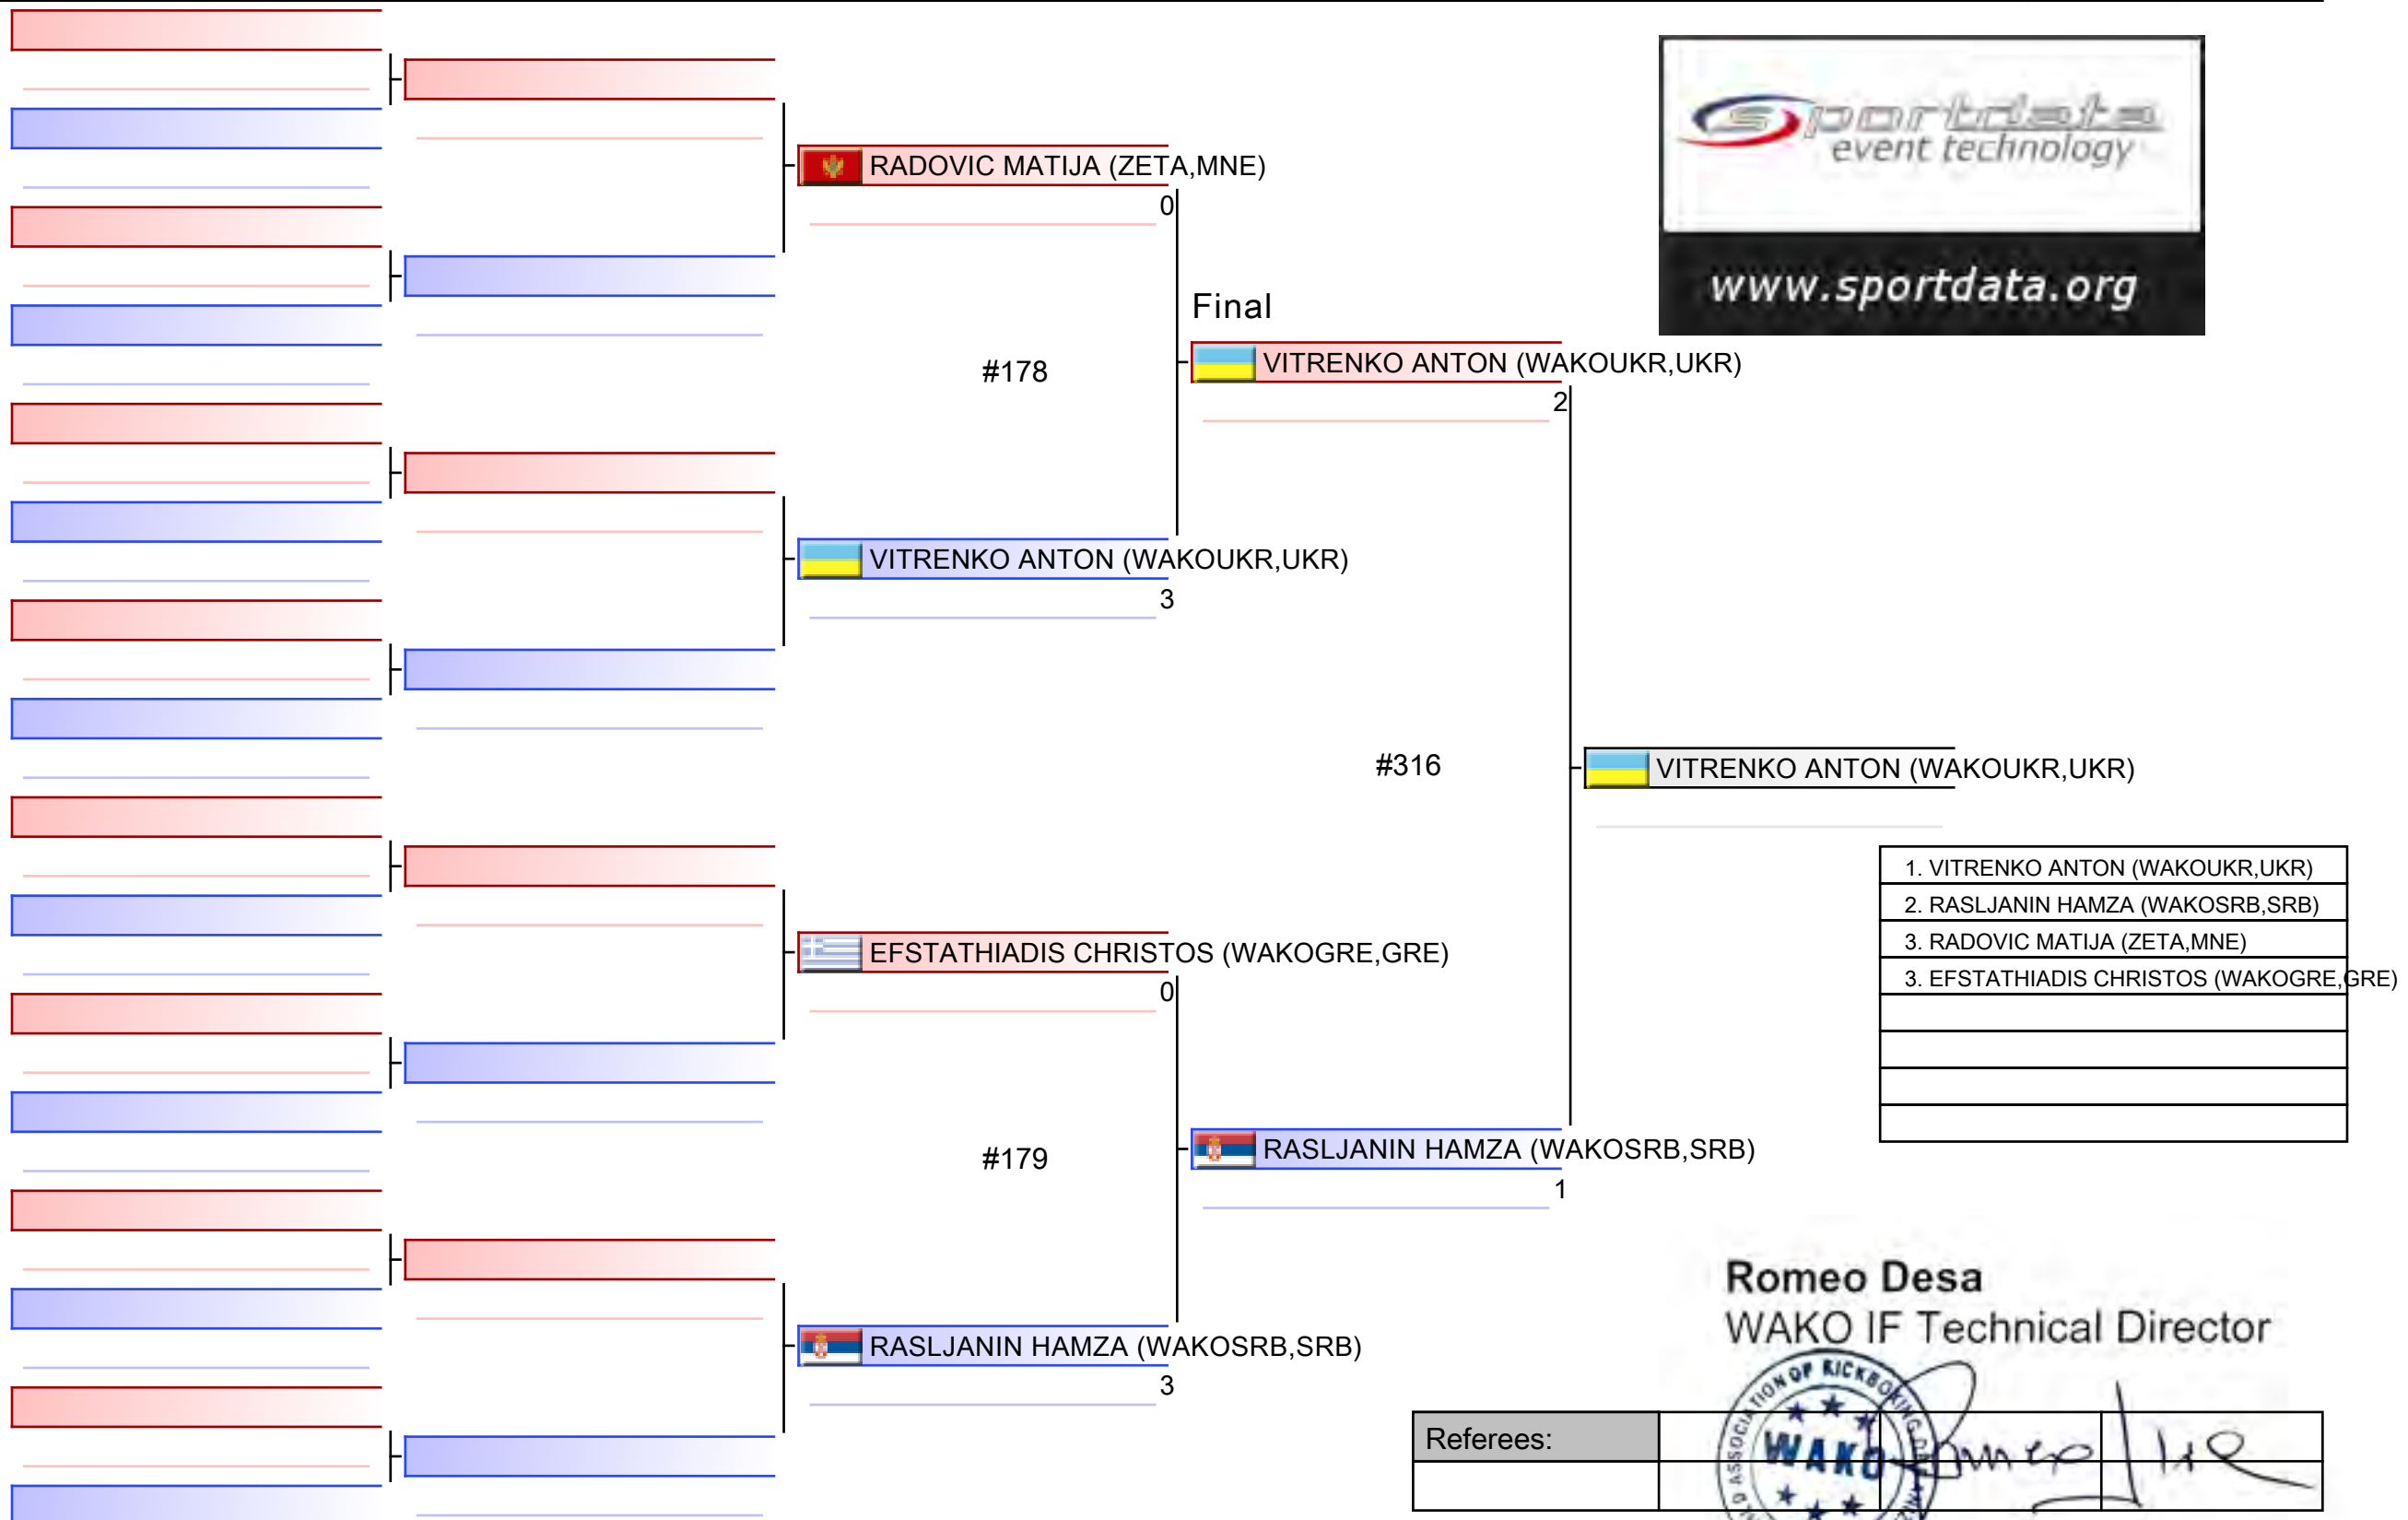 RADOVIC MATIJA (ZETA,MNE)
0
sportdata
event technology
www.sportdata.org
Final
#178
VITRENKO ANTON (WAKOUKR,UKR)
2
VITRENKO ANTON (WAKOUKR,UKR)
3
#316
VITRENKO ANTON (WAKOUKR,UKR)
1. VITRENKO ANTON (WAKOUKR,UKR)
2. RASLJANIN HAMZA (WAKOSRB,SRB)
3. RADOVIC MATIJA (ZETA,MNE)
3. EFSTATHIADIS CHRISTOS (WAKOGRE,GRE)
EFSTATHIADIS CHRISTOS (WAKOGRE,GRE)
0
#179
RASLJANIN HAMZA (WAKOSRB,SRB)
1
RASLJANIN HAMZA (WAKOSRB,SRB)
3
Romeo Desa
WAKO IF Technical Director
Referees:
ASSOCIATION OF KICKBOXING
WAKO